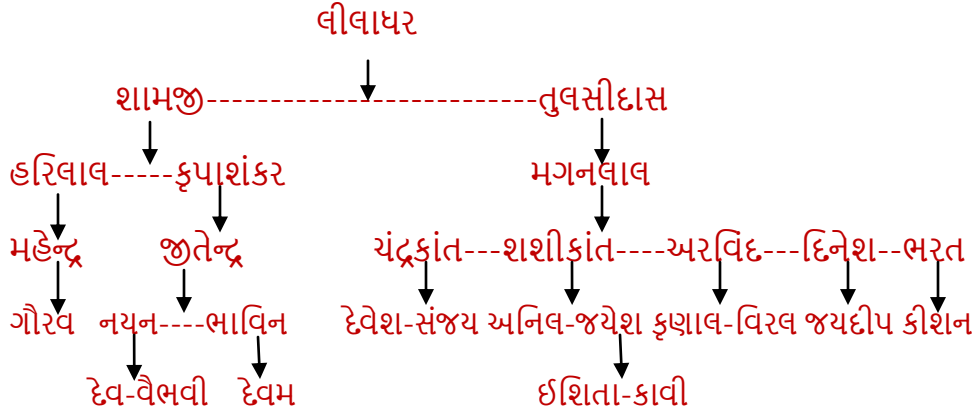 લીલાધર
શામજી--------------------------તુલસીદાસ
હરિલાલ-----કૃપાશંકર મગનલાલ
મહેન્દ્ર જીતેન્દ્ર ચંદ્રકાંત---શશીકાંત----અરવિંદ---દિનેશ--ભરત
ગૌરવ નયન----ભાવિન દેવેશ-સંજય અનિલ-જયેશ કૃણાલ-વિરલ જયદીપ કીશન
દેવ-વૈભવી દેવમ ઈશિતા-કાવી